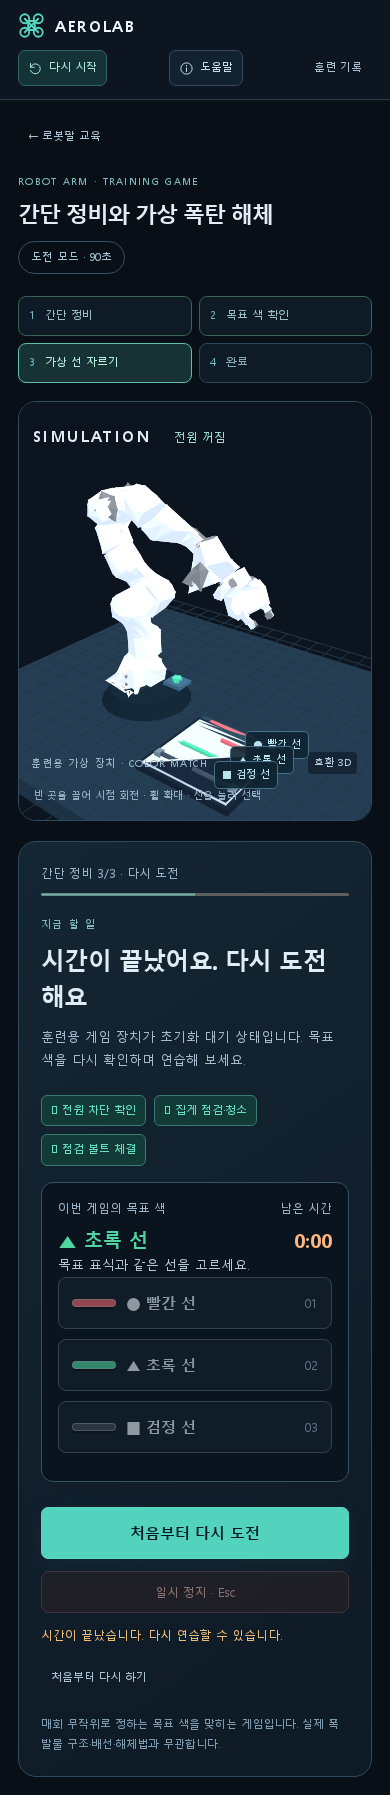 AEROLAB
다시 시작
도움말
훈련 기록
← 로봇팔 교육
ROBOT ARM · TRAINING GAME
간단 정비와 가상 폭탄 해체
도전 모드 · 90초
1 간단 정비
2 목표 색 확인
3 가상 선 자르기
4 완료
SIMULATION 전원 꺼짐
● 빨간 선
▲ 초록 선
■ 검정 선
훈련용 가상 장치 · COLOR MATCH
호환 3D
빈 곳을 끌어 시점 회전 · 휠 확대 · 선을 눌러 선택
간단 정비 3/3 · 다시 도전
지금 할 일
시간이 끝났어요. 다시 도전
해요
훈련용 게임 장치가 초기화 대기 상태입니다. 목표
색을 다시 확인하며 연습해 보세요.
전원 차단 확인
집게 점검·청소
점검 볼트 체결
이번 게임의 목표 색
남은 시간
▲ 초록 선
0:00
목표 표식과 같은 선을 고르세요.
● 빨간 선 01
▲ 초록 선 02
■ 검정 선 03
처음부터 다시 도전
일시 정지 · Esc
시간이 끝났습니다. 다시 연습할 수 있습니다.
처음부터 다시 하기
매회 무작위로 정하는 목표 색을 맞히는 게임입니다. 실제 폭
발물 구조·배선·해체법과 무관합니다.